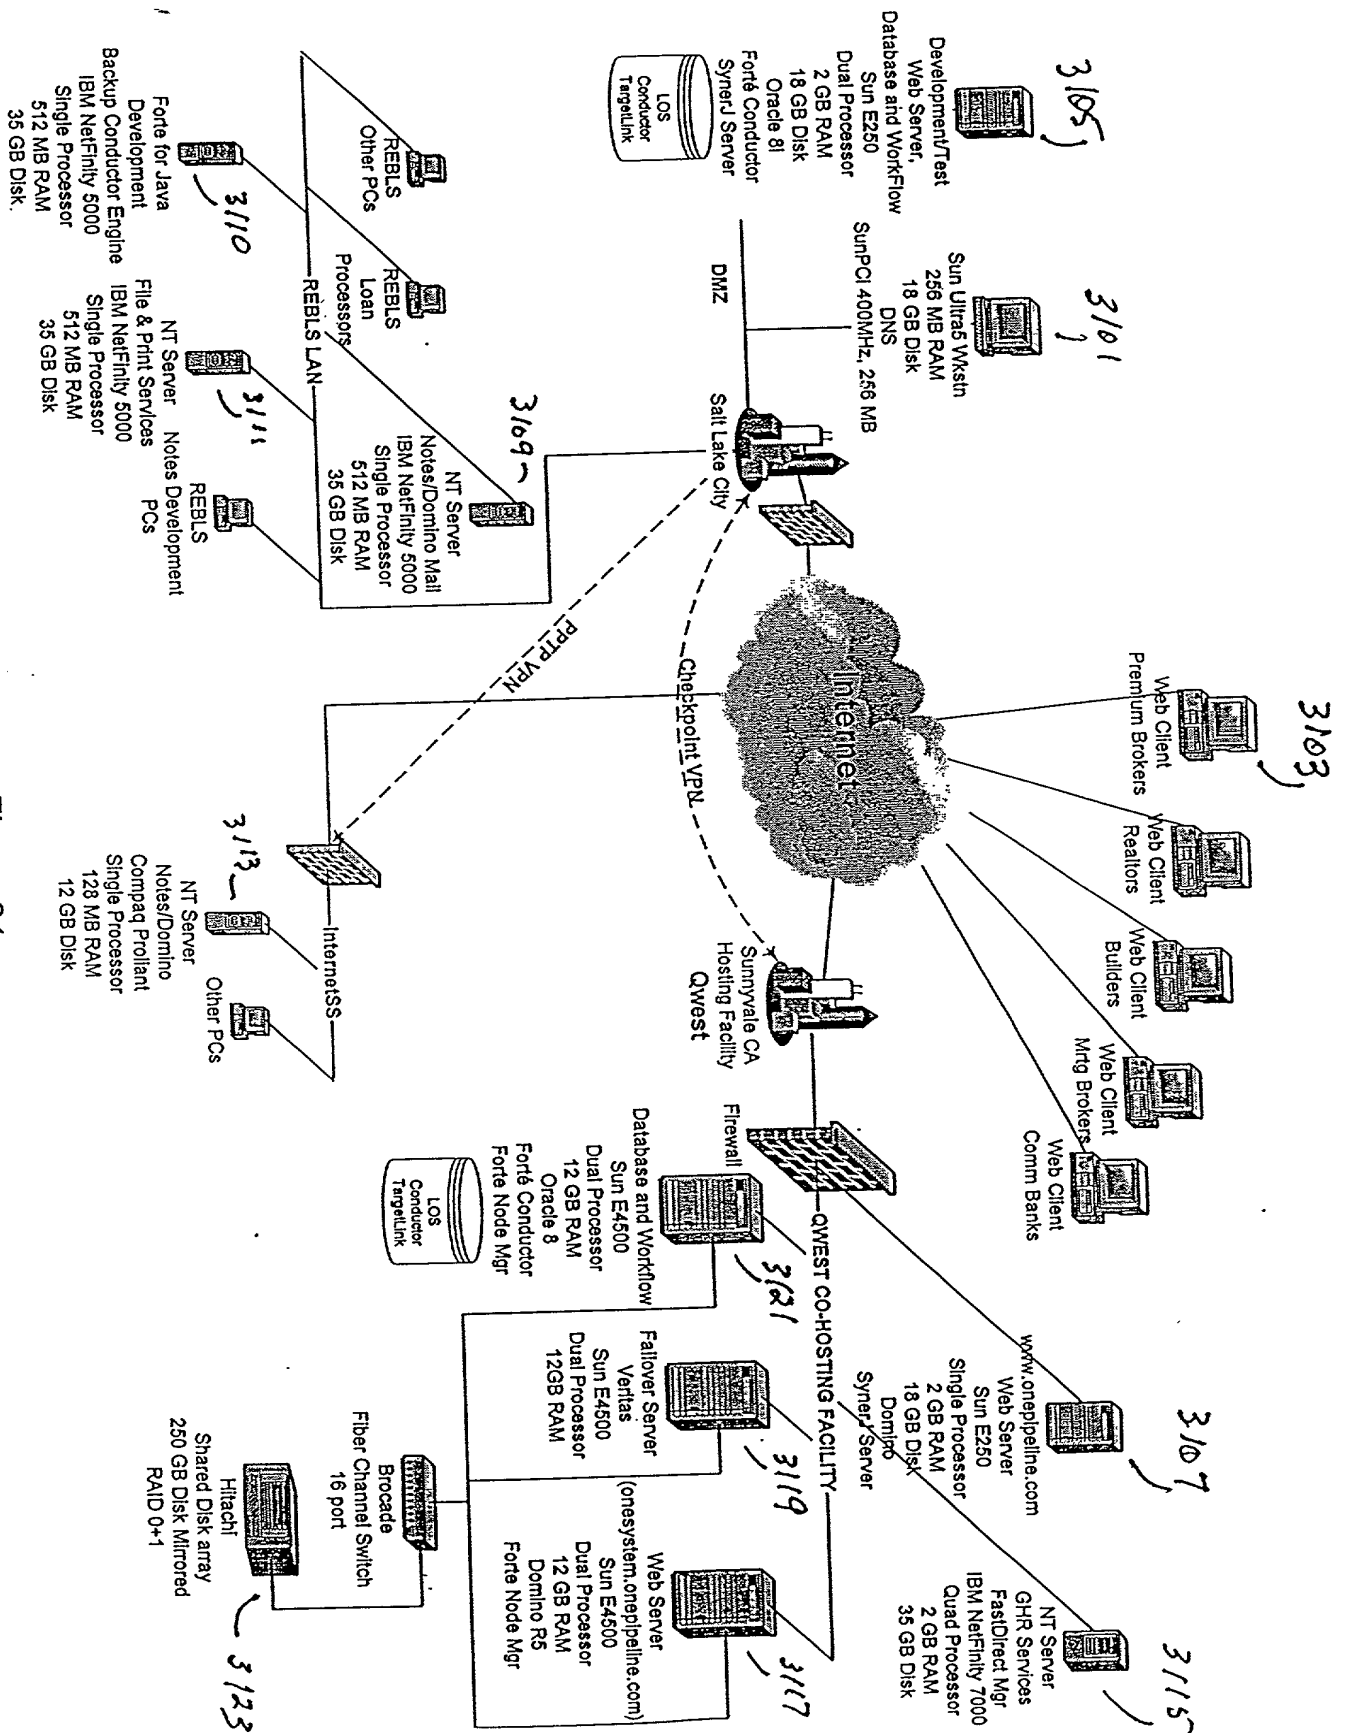 3105
Development/Test
Web Server,
Database and WorkFlow
Sun E250
Dual Processor
2 GB RAM
18 GB Disk
Oracle 8i
Forté Conductor
SynerJ Server
LOS
Conductor
TargetLink
3101
Sun Ultra5 Wkstn
256 MB RAM
18 GB Disk
DNS
SunPCI 400MHz, 256 MB
DMZ
Salt Lake City
3103
Web Client
Premium Brokers
Web Client
Realtors
Web Client
Builders
Web Client
Mrtg Brokers
Web Client
Comm Banks
Internet
Checkpoint VPN
PPTP VPN
REBLS
Other PCs
REBLS
Loan
Processors
REBLS LAN
3109
NT Server
Notes/Domino Mail
IBM NetFinity 5000
Single Processor
512 MB RAM
35 GB Disk
3110
Forte for Java
Development
Backup Conductor Engine
IBM NetFinity 5000
Single Processor
512 MB RAM
35 GB Disk.
3111
NT Server
File & Print Services
IBM NetFinity 5000
Single Processor
512 MB RAM
35 GB Disk
REBLS
Notes Development
PCs
InternetSS
3113
NT Server
Notes/Domino
Compaq Proliant
Single Processor
128 MB RAM
12 GB Disk
Other PCs
Sunnyvale CA
Hosting Facility
Qwest
Firewall
QWEST CO-HOSTING FACILITY
3107
www.onepipeline.com
Web Server
Sun E250
Single Processor
2 GB RAM
18 GB Disk
Domino
SynerJ Server
3115
NT Server
GHR Services
FastDirect Mgr
IBM NetFinity 7000
Quad Processor
2 GB RAM
35 GB Disk
3121
Database and Workflow
Sun E4500
Dual Processor
12 GB RAM
Oracle 8
Forté Conductor
Forte Node Mgr
LOS
Conductor
TargetLink
3119
Failover Server
Veritas
Sun E4500
Dual Processor
12GB RAM
3117
Web Server
(onesystem.onepipeline.com)
Sun E4500
Dual Processor
12 GB RAM
Domino R5
Forte Node Mgr
Brocade
Fiber Channel Switch
16 port
3123
Hitachi
Shared Disk array
250 GB Disk Mirrored
RAID 0+1